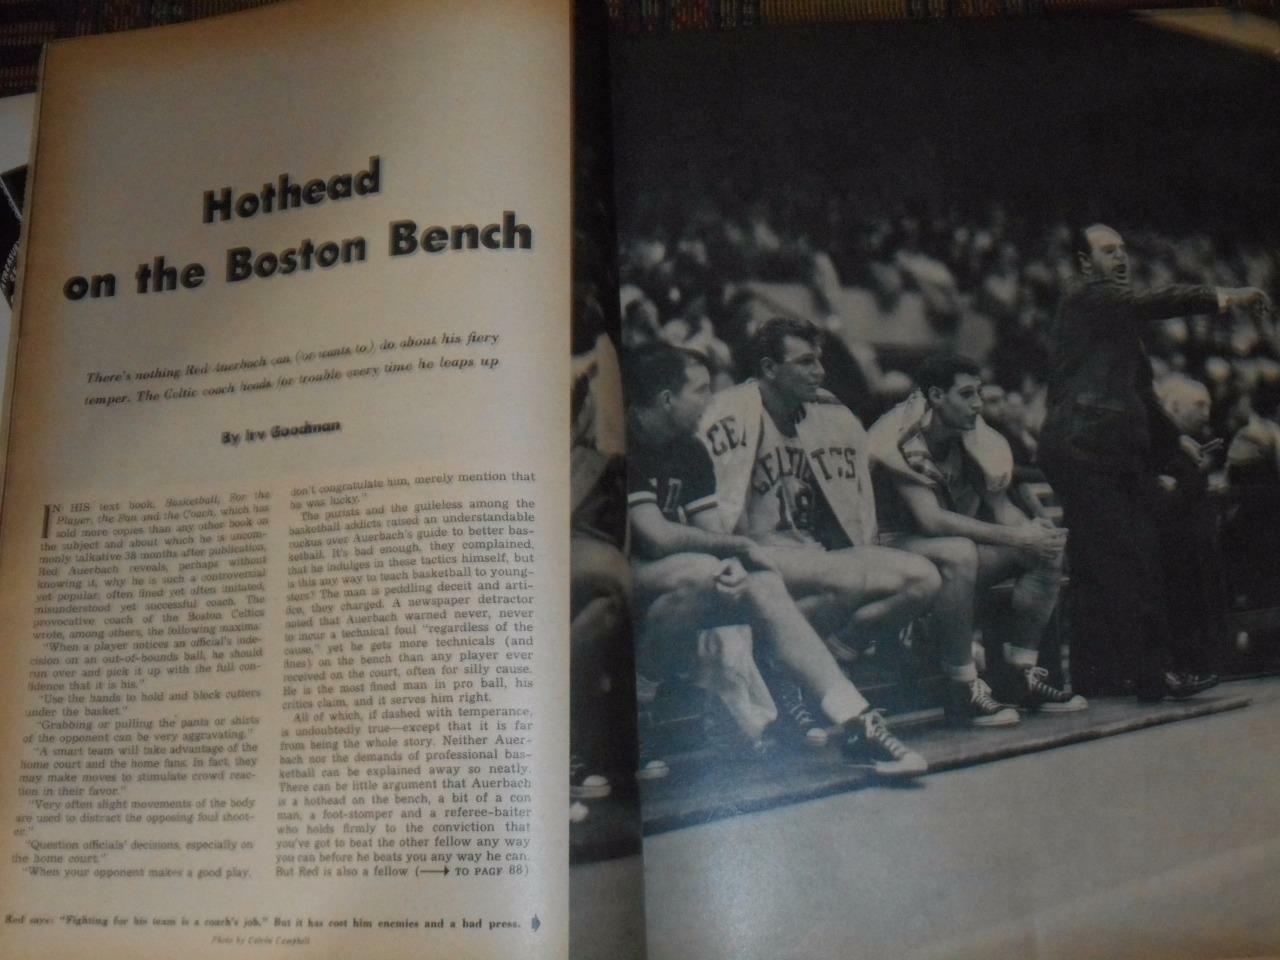 Hothead
on the Boston Bench
There's nothing Red Auerbach can (or wants to) do about his fiery
temper. The Celtic coach heads for trouble every time he leaps up
By Irv Goodman
IN HIS text book, Basketball, For the
Player, the Fan and the Coach, which has
sold more copies than any other book on
the subject and about which he is uncom-
monly talkative 38 months after publication,
Red Auerbach reveals, perhaps without
knowing it, why he is such a controversial
yet popular, often fined yet often imitated,
misunderstood yet successful coach. The
provocative coach of the Boston Celtics
wrote, among others, the following maxims:
"When a player notices an official's inde-
cision on an out-of-bounds ball, he should
run over and pick it up with the full con-
fidence that it is his."
"Use the hands to hold and block cutters
under the basket."
"Grabbing or pulling the pants or shirts
of the opponent can be very aggravating."
"A smart team will take advantage of the
home court and the home fans. In fact, they
may make moves to stimulate crowd reac-
tion in their favor."
"Very often slight movements of the body
are used to distract the opposing foul shoot-
er."
"Question officials' decisions, especially on
the home court."
"When your opponent makes a good play,
don't congratulate him, merely mention that
he was lucky."
The purists and the guileless among the
basketball addicts raised an understandable
ruckus over Auerbach's guide to better bas-
ketball. It's bad enough, they complained,
that he indulges in these tactics himself, but
is this any way to teach basketball to young-
sters? The man is peddling deceit and arti-
fice, they charged. A newspaper detractor
noted that Auerbach warned never, never
to incur a technical foul "regardless of the
cause," yet he gets more technicals (and
fines) on the bench than any player ever
received on the court, often for silly cause.
He is the most fined man in pro ball, his
critics claim, and it serves him right.
All of which, if dashed with temperance,
is undoubtedly true—except that it is far
from being the whole story. Neither Auer-
bach nor the demands of professional bas-
ketball can be explained away so neatly.
There can be little argument that Auerbach
is a hothead on the bench, a bit of a con
man, a foot-stomper and a referee-baiter
who holds firmly to the conviction that
you've got to beat the other fellow any way
you can before he beats you any way he can.
But Red is also a fellow (⟶ TO PAGE 88)
Red says: "Fighting for his team is a coach's job." But it has cost him enemies and a bad press.
Photo by Calvin Campbell
CE
CELTICS
18